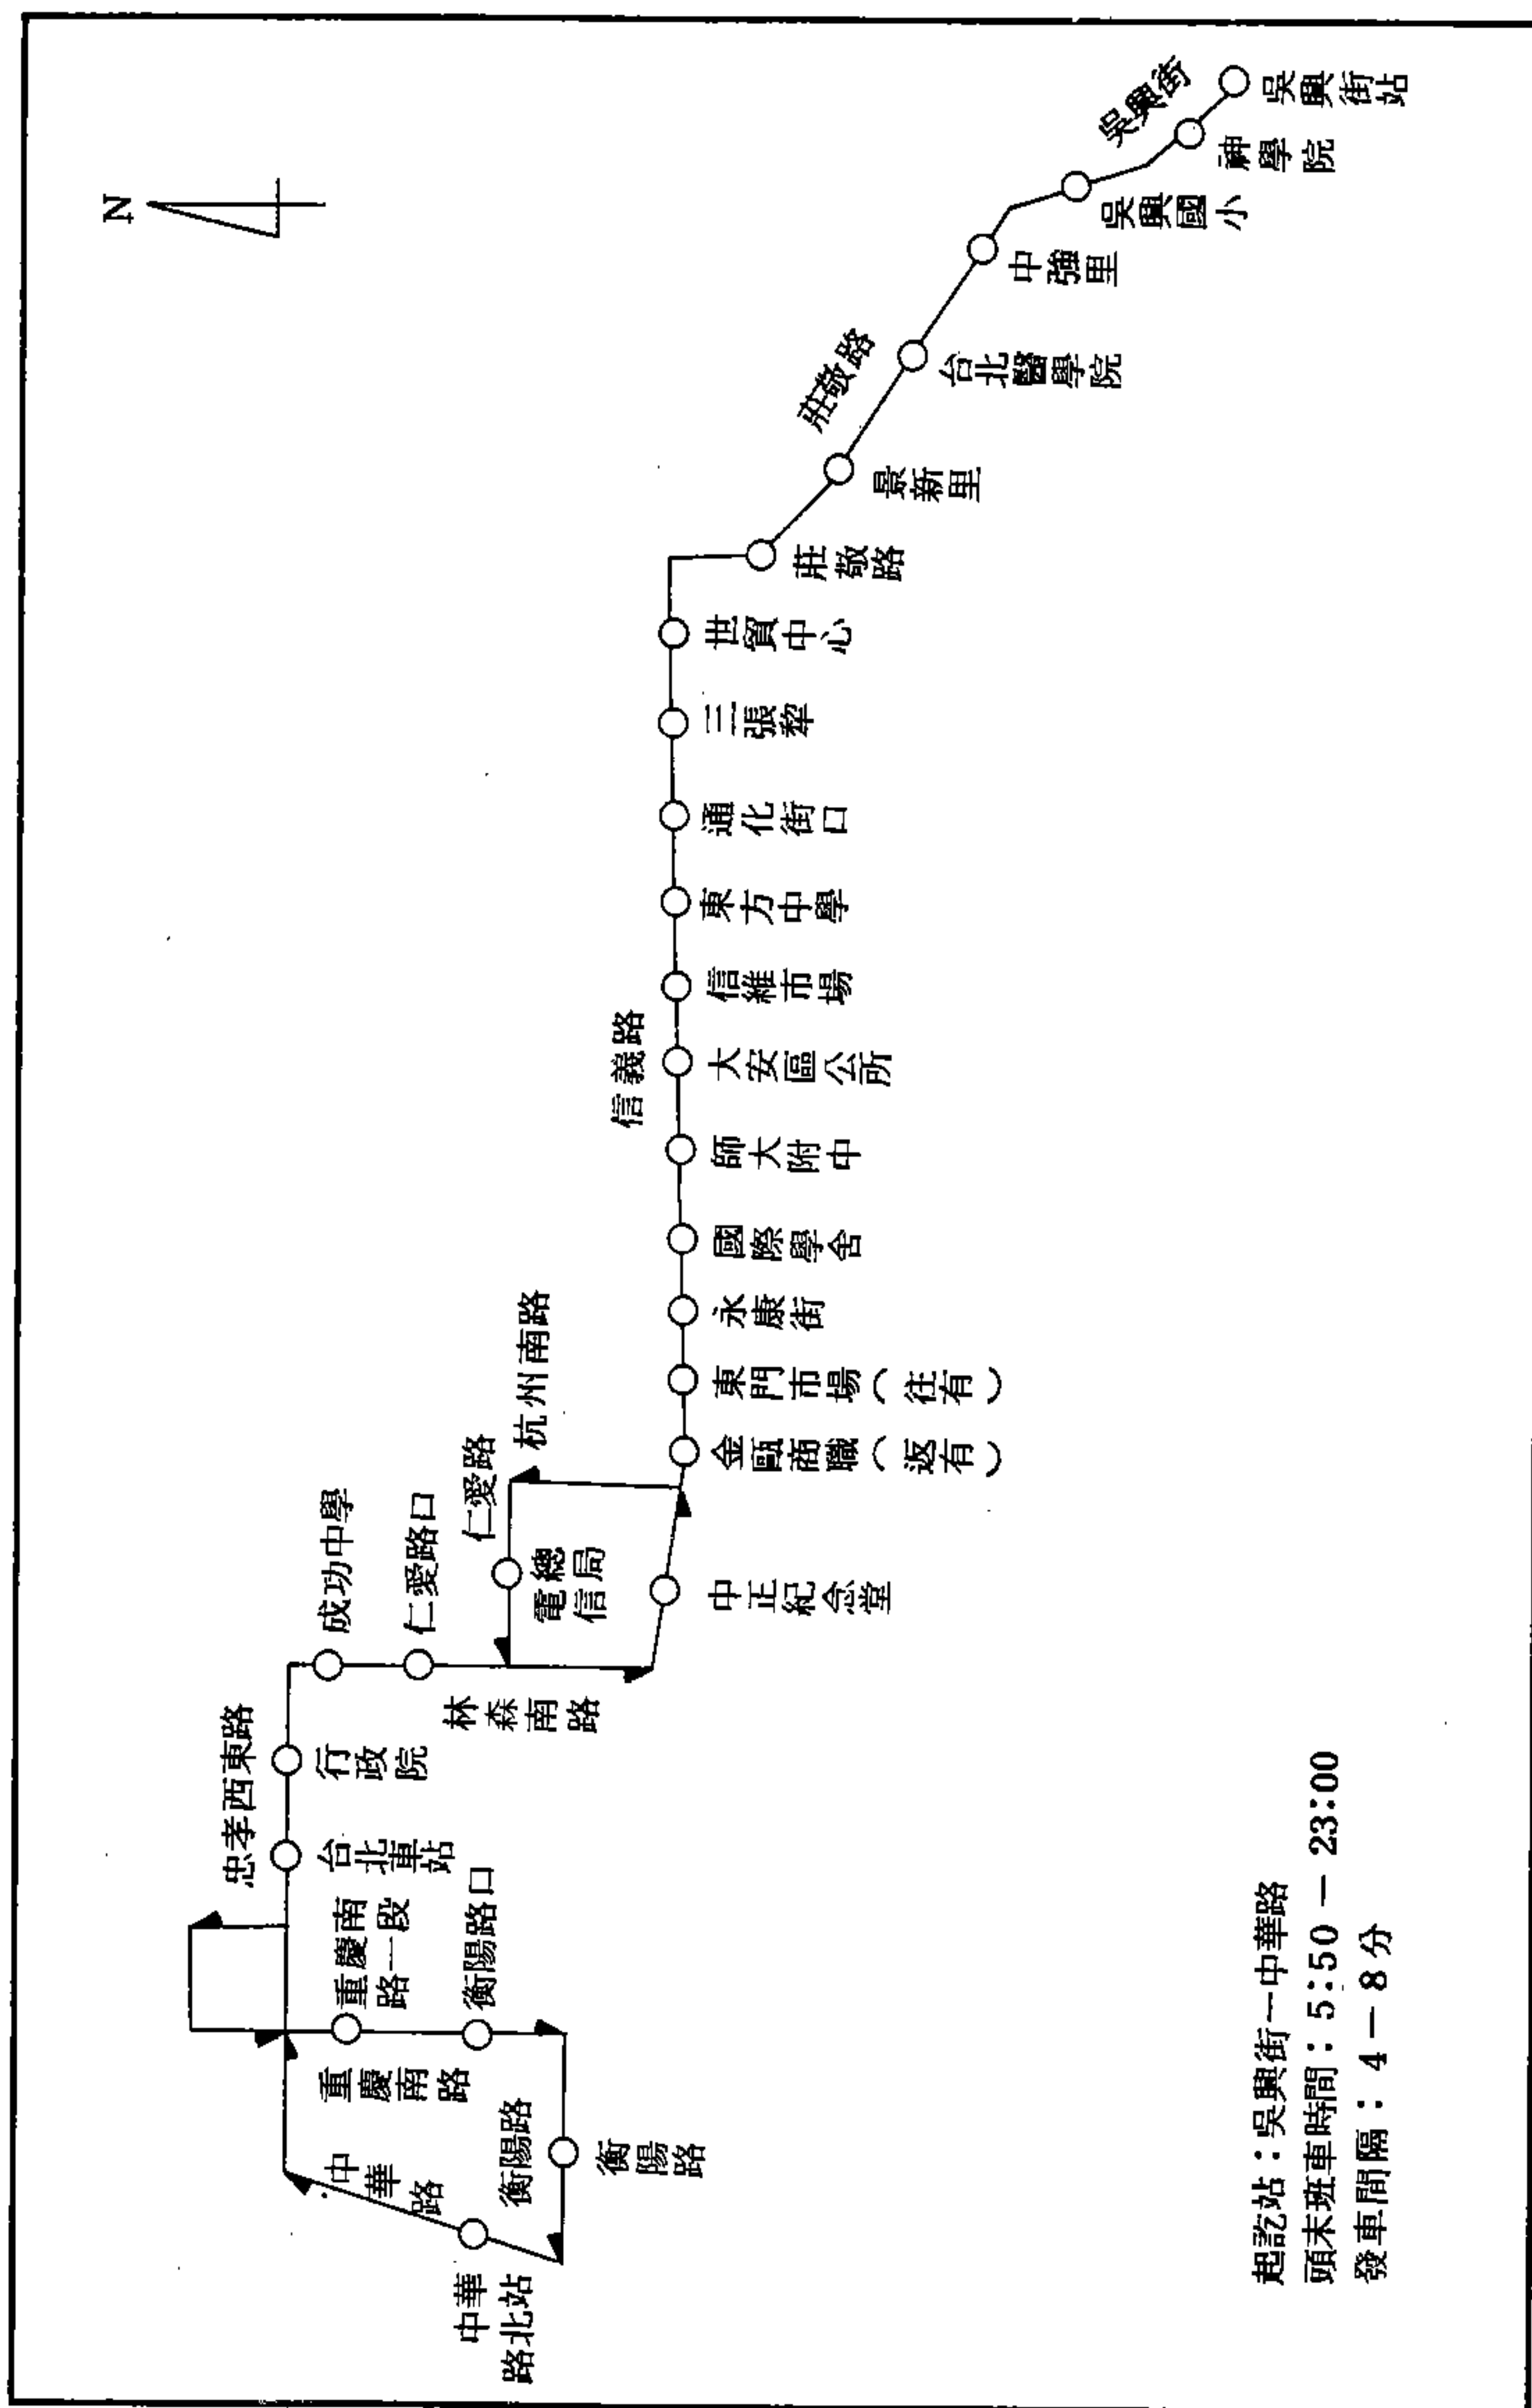 N
忠孝西東路
成功中學
仁愛路口
仁愛路
杭州南路
信義路
莊敬路
吳興街
行政院
台北車站
重慶南
路一段
衡陽路口
重慶南路
中華路
衡陽路
衡陽路
中華
路北站
林森南路
電信
總局
中正紀念堂
金甌商職（返有）
東門市場（往有）
永康街
國際學舍
師大附中
大安區公所
信維市場
東方中學
通化街口
三張犂
世貿中心
莊敬路
景新里
台北醫學院
中強里
吳興國小
神學院
吳興街站
起訖站：吳興街－中華路
頭末班車時間：5:50－23:00
發車間隔：4－8分